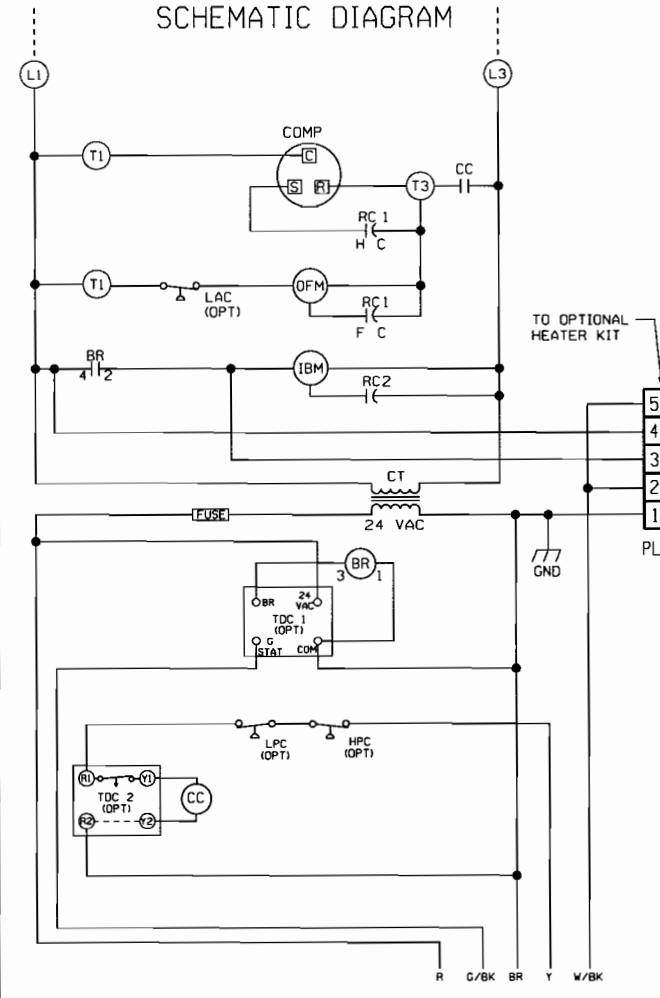 SCHEMATIC DIAGRAM
L1
L3
COMP
T1
C
S
R
T3
CC
RC 1
H C
T1
LAC
(OPT)
OFM
RC1
F C
TO OPTIONAL
HEATER KIT
BR
4 2
IBM
RC2
5
4
3
2
1
PL
CT
FUSE
24 VAC
GND
BR
3 1
BR
24
VAC
TDC 1
(OPT)
G
STAT
COM
LPC
(OPT)
HPC
(OPT)
R1
Y1
TDC 2
(OPT)
CC
R2
Y2
R G/BK BR Y W/BK